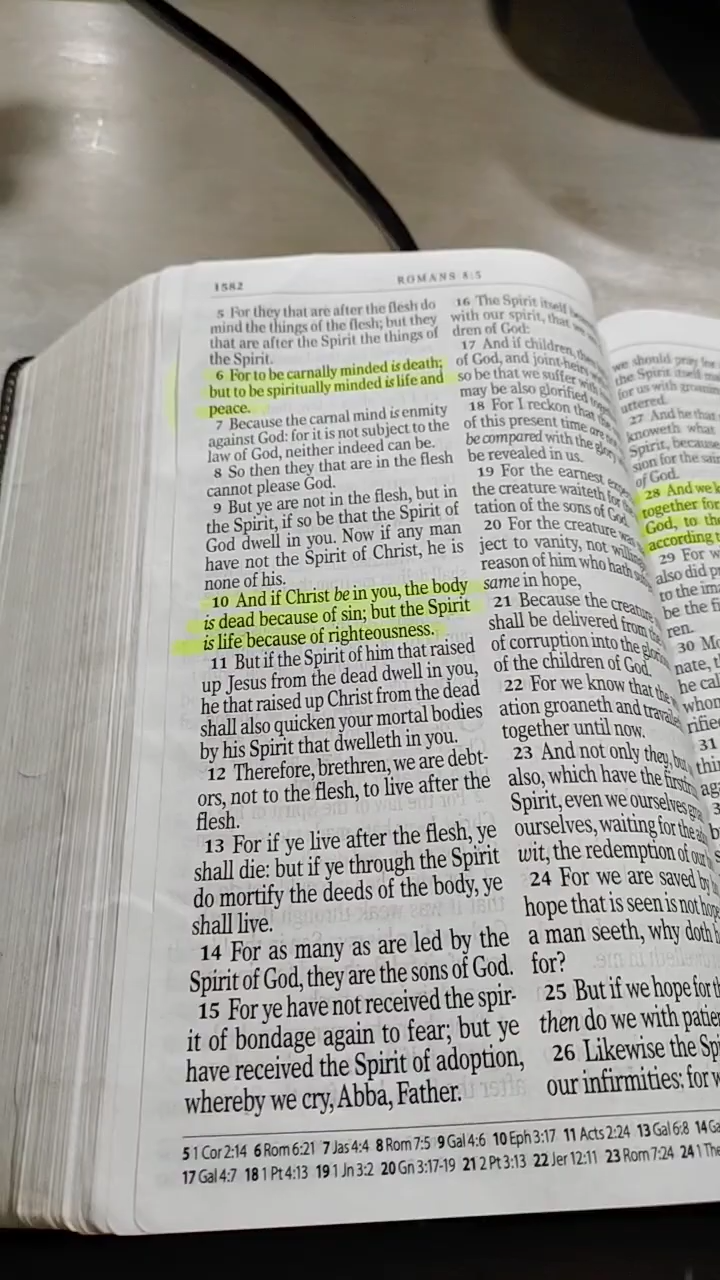 1582
ROMANS 8:5
5 For they that are after the flesh do
mind the things of the flesh; but they
that are after the Spirit the things of
the Spirit.
6 For to be carnally minded is death;
but to be spiritually minded is life and
peace.
7 Because the carnal mind is enmity
against God: for it is not subject to the
law of God, neither indeed can be.
8 So then they that are in the flesh
cannot please God.
9 But ye are not in the flesh, but in
the Spirit, if so be that the Spirit of
God dwell in you. Now if any man
have not the Spirit of Christ, he is
none of his.
10 And if Christ be in you, the body
is dead because of sin; but the Spirit
is life because of righteousness.
11 But if the Spirit of him that raised
up Jesus from the dead dwell in you,
he that raised up Christ from the dead
shall also quicken your mortal bodies
by his Spirit that dwelleth in you.
12 Therefore, brethren, we are debt-
ors, not to the flesh, to live after the
flesh.
13 For if ye live after the flesh, ye
shall die: but if ye through the Spirit
do mortify the deeds of the body, ye
shall live.
14 For as many as are led by the
Spirit of God, they are the sons of God.
15 For ye have not received the spir-
it of bondage again to fear; but ye
have received the Spirit of adoption,
whereby we cry, Abba, Father.
16 The Spirit itself
with our spirit, that we
dren of God:
17 And if children,
of God, and joint-heirs
so be that we suffer with
may be also glorified
18 For I reckon that the
of this present time are
be compared with the glory
be revealed in us.
19 For the earnest
the creature waiteth for
tation of the sons of God.
20 For the creature was
ject to vanity, not
reason of him who hath
same in hope,
21 Because the creature
shall be delivered from the
of corruption into the
of the children of God.
22 For we know that the
ation groaneth and
together until now.
23 And not only they, but
also, which have the
Spirit, even we ourselves
ourselves, waiting for the
wit, the redemption of our
24 For we are saved by
hope that is seen is not
a man seeth, why doth
for?
25 But if we hope for
then do we with
26 Likewise the
our infirmities: for
we should pray for
the Spirit itself
for us with
uttered.
27 And he that
knoweth what
Spirit, because
sion for the
of God.
28 And we
together for
God, to
according
29 For
also did
to the
be the
ren.
30
nate,
he
whom
31
5 1 Cor 2:14 6 Rom 6:21 7 Jas 4:4 8 Rom 7:5 9 Gal 4:6 10 Eph 3:17 11 Acts 2:24 13 Gal 6:8 14
17 Gal 4:7 18 1 Pt 4:13 19 1 Jn 3:2 20 Gn 3:17-19 21 2 Pt 3:13 22 Jer 12:11 23 Rom 7:24 24 1